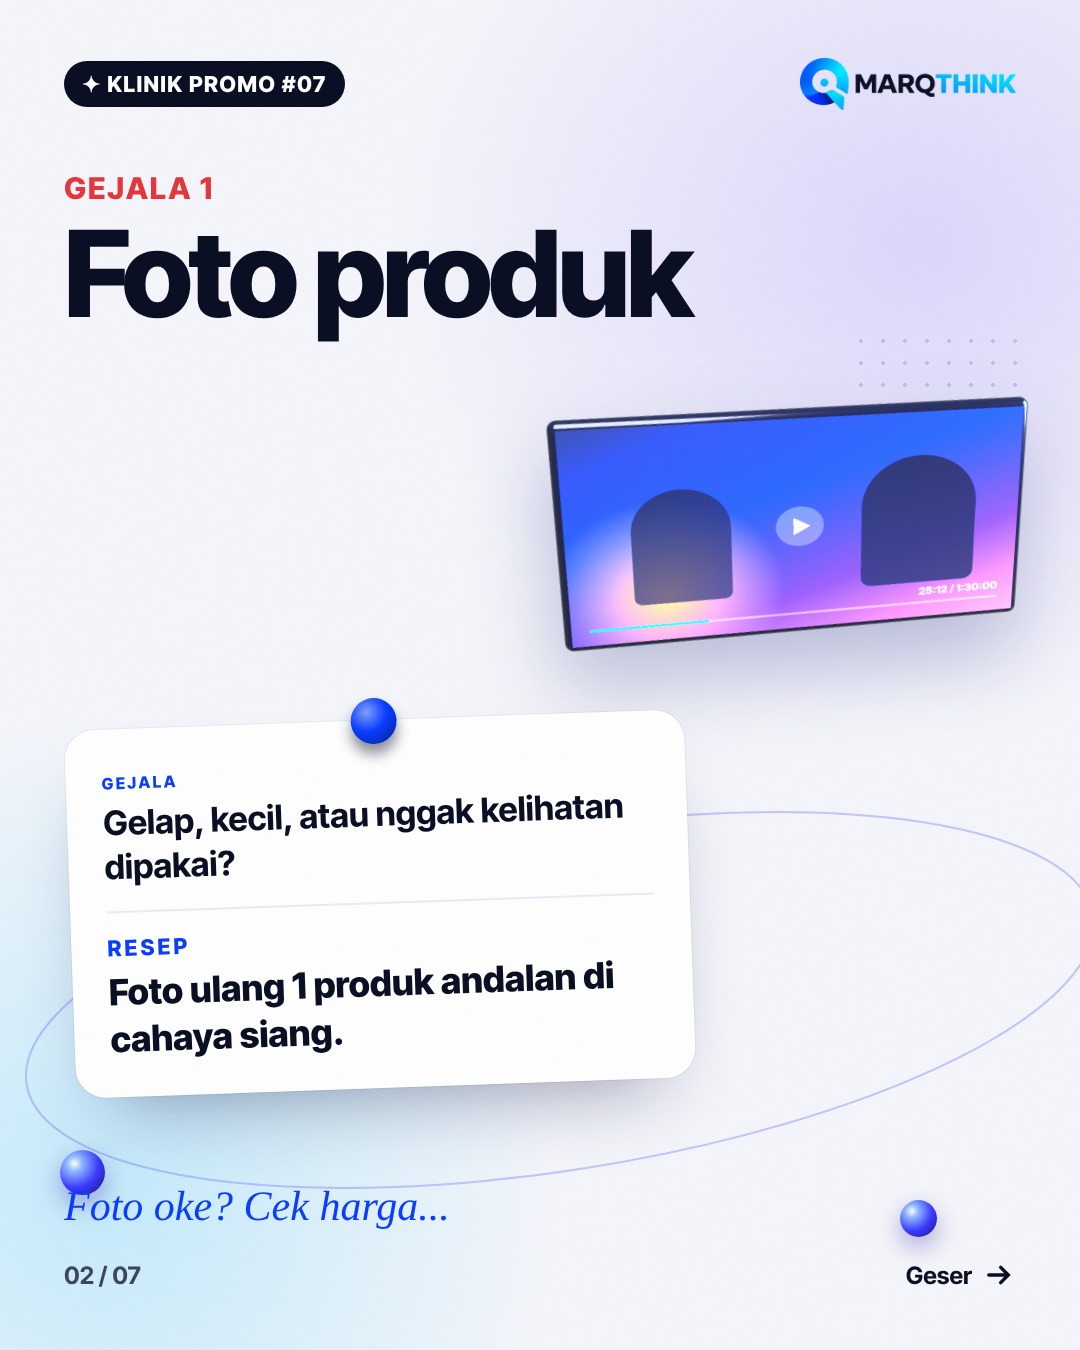 ✦ KLINIK PROMO #07
MARQTHINK
GEJALA 1
Foto produk
25:12 / 1:30:00
GEJALA
Gelap, kecil, atau nggak kelihatan
dipakai?
RESEP
Foto ulang 1 produk andalan di
cahaya siang.
Foto oke? Cek harga...
02 / 07
Geser →